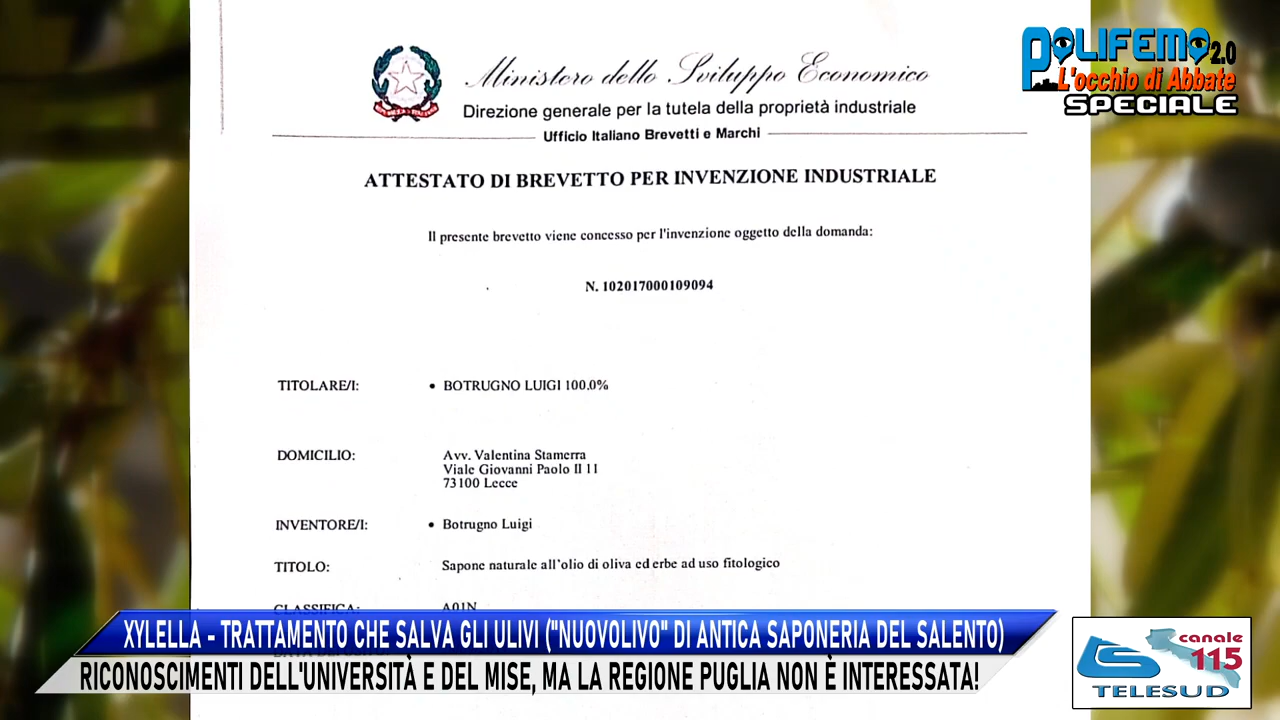 Ministero dello Sviluppo Economico
Direzione generale per la tutela della proprietà industriale
Ufficio Italiano Brevetti e Marchi
ATTESTATO DI BREVETTO PER INVENZIONE INDUSTRIALE
Il presente brevetto viene concesso per l'invenzione oggetto della domanda:
N. 102017000109094
TITOLARE/I: • BOTRUGNO LUIGI 100.0%
DOMICILIO: Avv. Valentina Stamerra
Viale Giovanni Paolo II 11
73100 Lecce
INVENTORE/I: • Botrugno Luigi
TITOLO: Sapone naturale all'olio di oliva ed erbe ad uso fitologico
CLASSIFICA: A01N
POLIFEMO 2.0
L'occhio di Abbate
SPECIALE
XYLELLA – TRATTAMENTO CHE SALVA GLI ULIVI ("NUOVOLIVO" DI ANTICA SAPONERIA DEL SALENTO)
RICONOSCIMENTI DELL'UNIVERSITÀ E DEL MISE, MA LA REGIONE PUGLIA NON È INTERESSATA!
canale
115
TELESUD